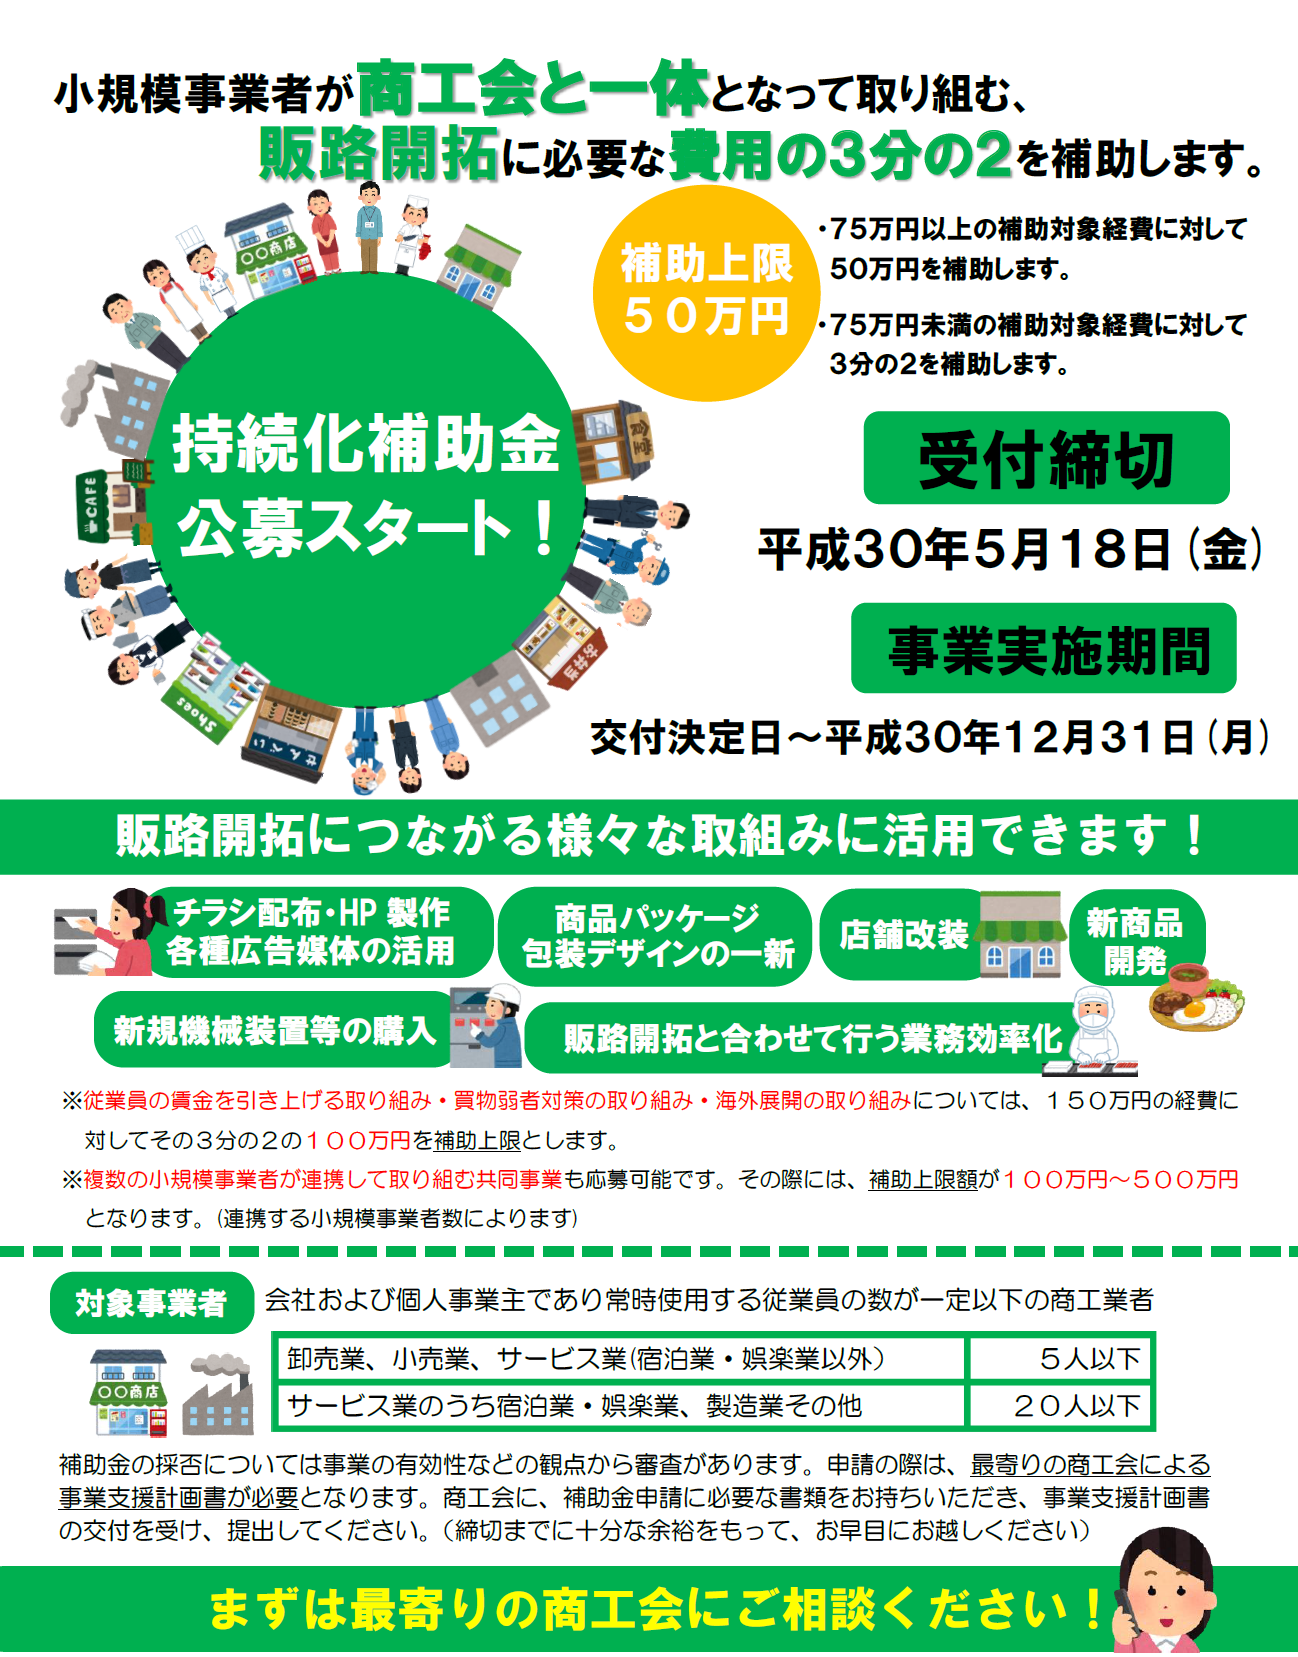 小規模事業者が商工会と一体となって取り組む、
販路開拓に必要な費用の3分の2を補助します。
補助上限
５０万円
・75万円以上の補助対象経費に対して
50万円を補助します。
・75万円未満の補助対象経費に対して
3分の2を補助します。
〇〇商店
CAFE
Shoes
せんべい
お弁当
持続化補助金
公募スタート！
受付締切
平成30年5月18日(金)
事業実施期間
交付決定日～平成30年12月31日(月)
販路開拓につながる様々な取組みに活用できます！
チラシ配布・HP 製作
各種広告媒体の活用
商品パッケージ
包装デザインの一新
店舗改装
新商品
開発
新規機械装置等の購入
販路開拓と合わせて行う業務効率化
※従業員の賃金を引き上げる取り組み・買物弱者対策の取り組み・海外展開の取り組みについては、１５０万円の経費に
対してその３分の２の１００万円を補助上限とします。
※複数の小規模事業者が連携して取り組む共同事業も応募可能です。その際には、補助上限額が１００万円～５００万円
となります。(連携する小規模事業者数によります)
対象事業者
会社および個人事業主であり常時使用する従業員の数が一定以下の商工業者
〇〇商店
卸売業、小売業、サービス業(宿泊業・娯楽業以外） ５人以下
サービス業のうち宿泊業・娯楽業、製造業その他 ２０人以下
補助金の採否については事業の有効性などの観点から審査があります。申請の際は、最寄りの商工会による
事業支援計画書が必要となります。商工会に、補助金申請に必要な書類をお持ちいただき、事業支援計画書
の交付を受け、提出してください。（締切までに十分な余裕をもって、お早目にお越しください）
まずは最寄りの商工会にご相談ください！